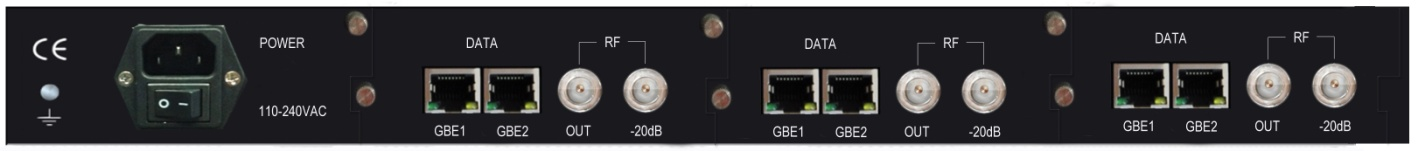 CE
POWER
110-240VAC
O –
DATA RF
GBE1 GBE2 OUT -20dB
DATA RF
GBE1 GBE2 OUT -20dB
DATA RF
GBE1 GBE2 OUT -20dB